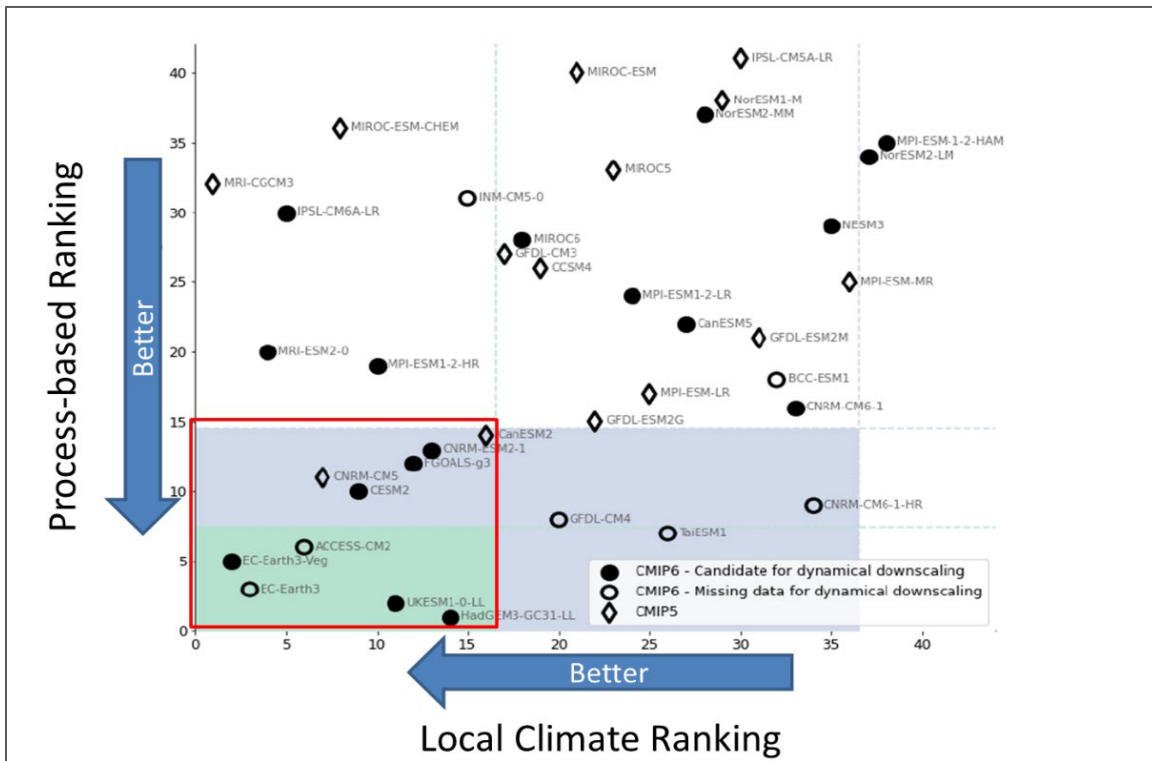 40
IPSL-CM5A-LR
MIROC-ESM
NorESM1-M
NorESM2-MM
MIROC-ESM-CHEM
35
MPI-ESM-1-2-HAM
NorESM2-LM
MIROC5
MRI-CGCM3
INM-CM5-0
30
IPSL-CM6A-LR
NESM3
MIROC6
GFDL-CM3
CCSM4
25
MPI-ESM-MR
MPI-ESM1-2-LR
CanESM5
GFDL-ESM2M
20
MRI-ESM2-0
MPI-ESM1-2-HR
BCC-ESM1
MPI-ESM-LR
CNRM-CM6-1
15
GFDL-ESM2G
CanESM2
CNRM-ESM2-1
FGOALS-g3
CNRM-CM5
10
CESM2
CNRM-CM6-1-HR
GFDL-CM4
TaiESM1
ACCESS-CM2
5
EC-Earth3-Veg
EC-Earth3
UKESM1-0-LL
HadGEM3-GC31-LL
0
CMIP6 - Candidate for dynamical downscaling
CMIP6 - Missing data for dynamical downscaling
CMIP5
0 5 10 15 20 25 30 35 40
Process-based Ranking
Better
Better
Local Climate Ranking